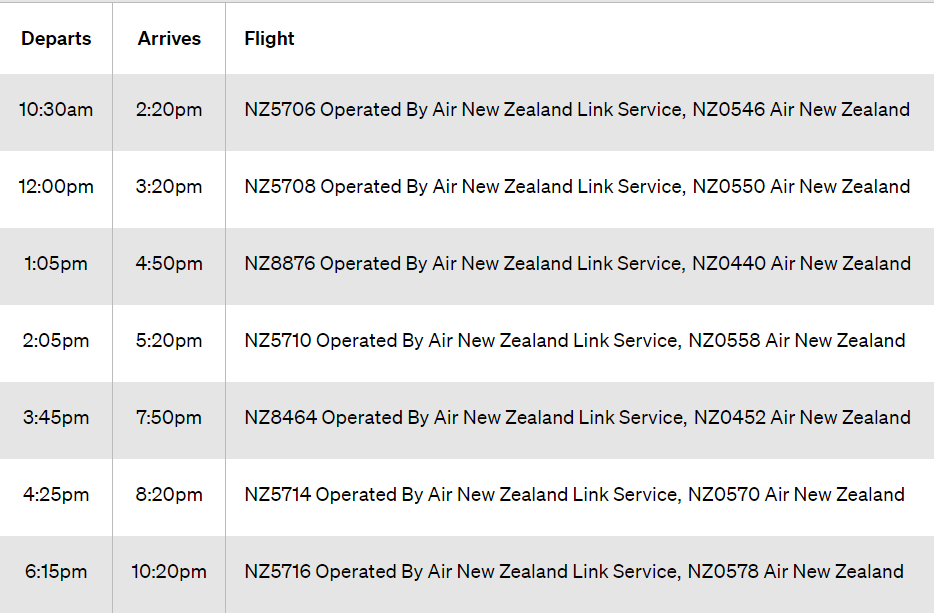 Departs Arrives Flight
10:30am 2:20pm NZ5706 Operated By Air New Zealand Link Service, NZ0546 Air New Zealand
12:00pm 3:20pm NZ5708 Operated By Air New Zealand Link Service, NZ0550 Air New Zealand
1:05pm 4:50pm NZ8876 Operated By Air New Zealand Link Service, NZ0440 Air New Zealand
2:05pm 5:20pm NZ5710 Operated By Air New Zealand Link Service, NZ0558 Air New Zealand
3:45pm 7:50pm NZ8464 Operated By Air New Zealand Link Service, NZ0452 Air New Zealand
4:25pm 8:20pm NZ5714 Operated By Air New Zealand Link Service, NZ0570 Air New Zealand
6:15pm 10:20pm NZ5716 Operated By Air New Zealand Link Service, NZ0578 Air New Zealand